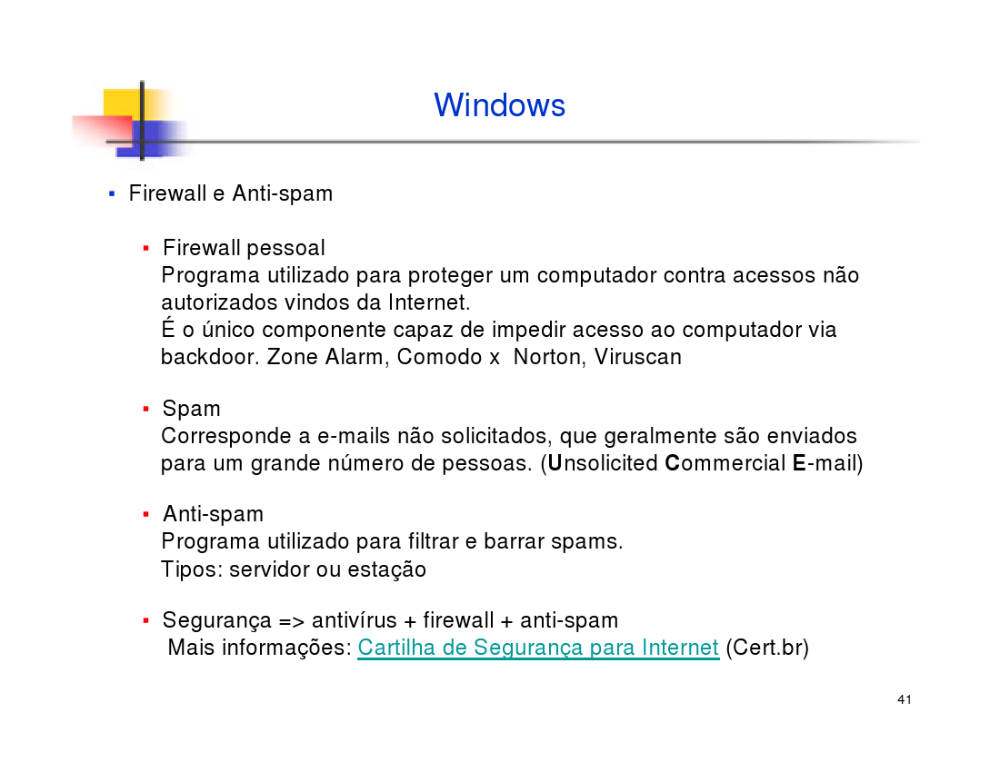 Windows
▪ Firewall e Anti-spam
▪ Firewall pessoal
Programa utilizado para proteger um computador contra acessos não
autorizados vindos da Internet.
É o único componente capaz de impedir acesso ao computador via
backdoor. Zone Alarm, Comodo x  Norton, Viruscan
▪ Spam
Corresponde a e-mails não solicitados, que geralmente são enviados
para um grande número de pessoas. (Unsolicited Commercial E-mail)
▪ Anti-spam
Programa utilizado para filtrar e barrar spams.
Tipos: servidor ou estação
▪ Segurança => antivírus + firewall + anti-spam
Mais informações: Cartilha de Segurança para Internet (Cert.br)
41